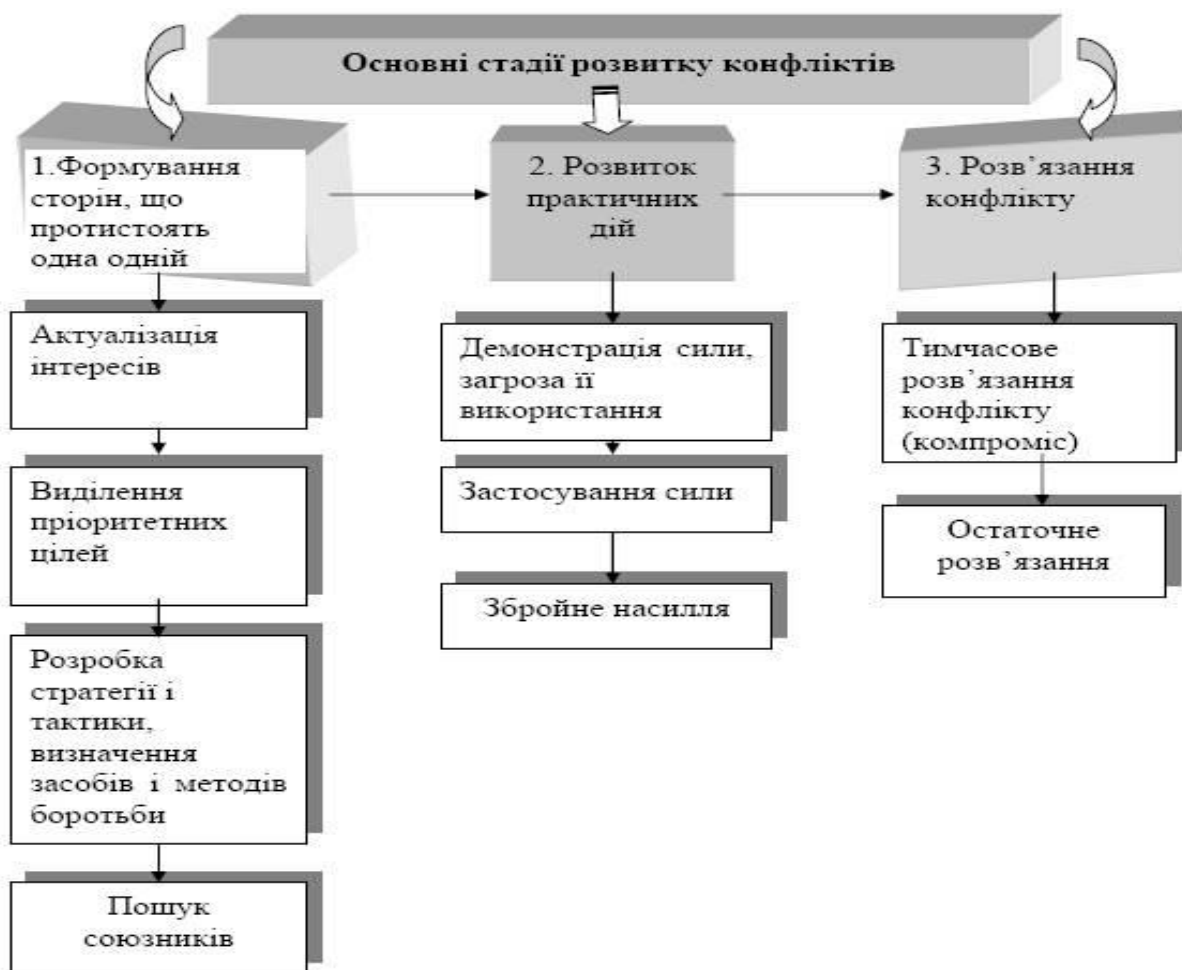 Основні стадії розвитку конфліктів
1.Формування
сторін, що
протистоять
одна одній
2. Розвиток
практичних
дій
3. Розв’язання
конфлікту
Актуалізація
інтересів
Виділення
пріоритетних
цілей
Розробка
стратегії і
тактики,
визначення
засобів і методів
боротьби
Пошук
союзників
Демонстрація сили,
загроза її
використання
Застосування сили
Збройне насилля
Тимчасове
розв’язання
конфлікту
(компроміс)
Остаточне
розв’язання